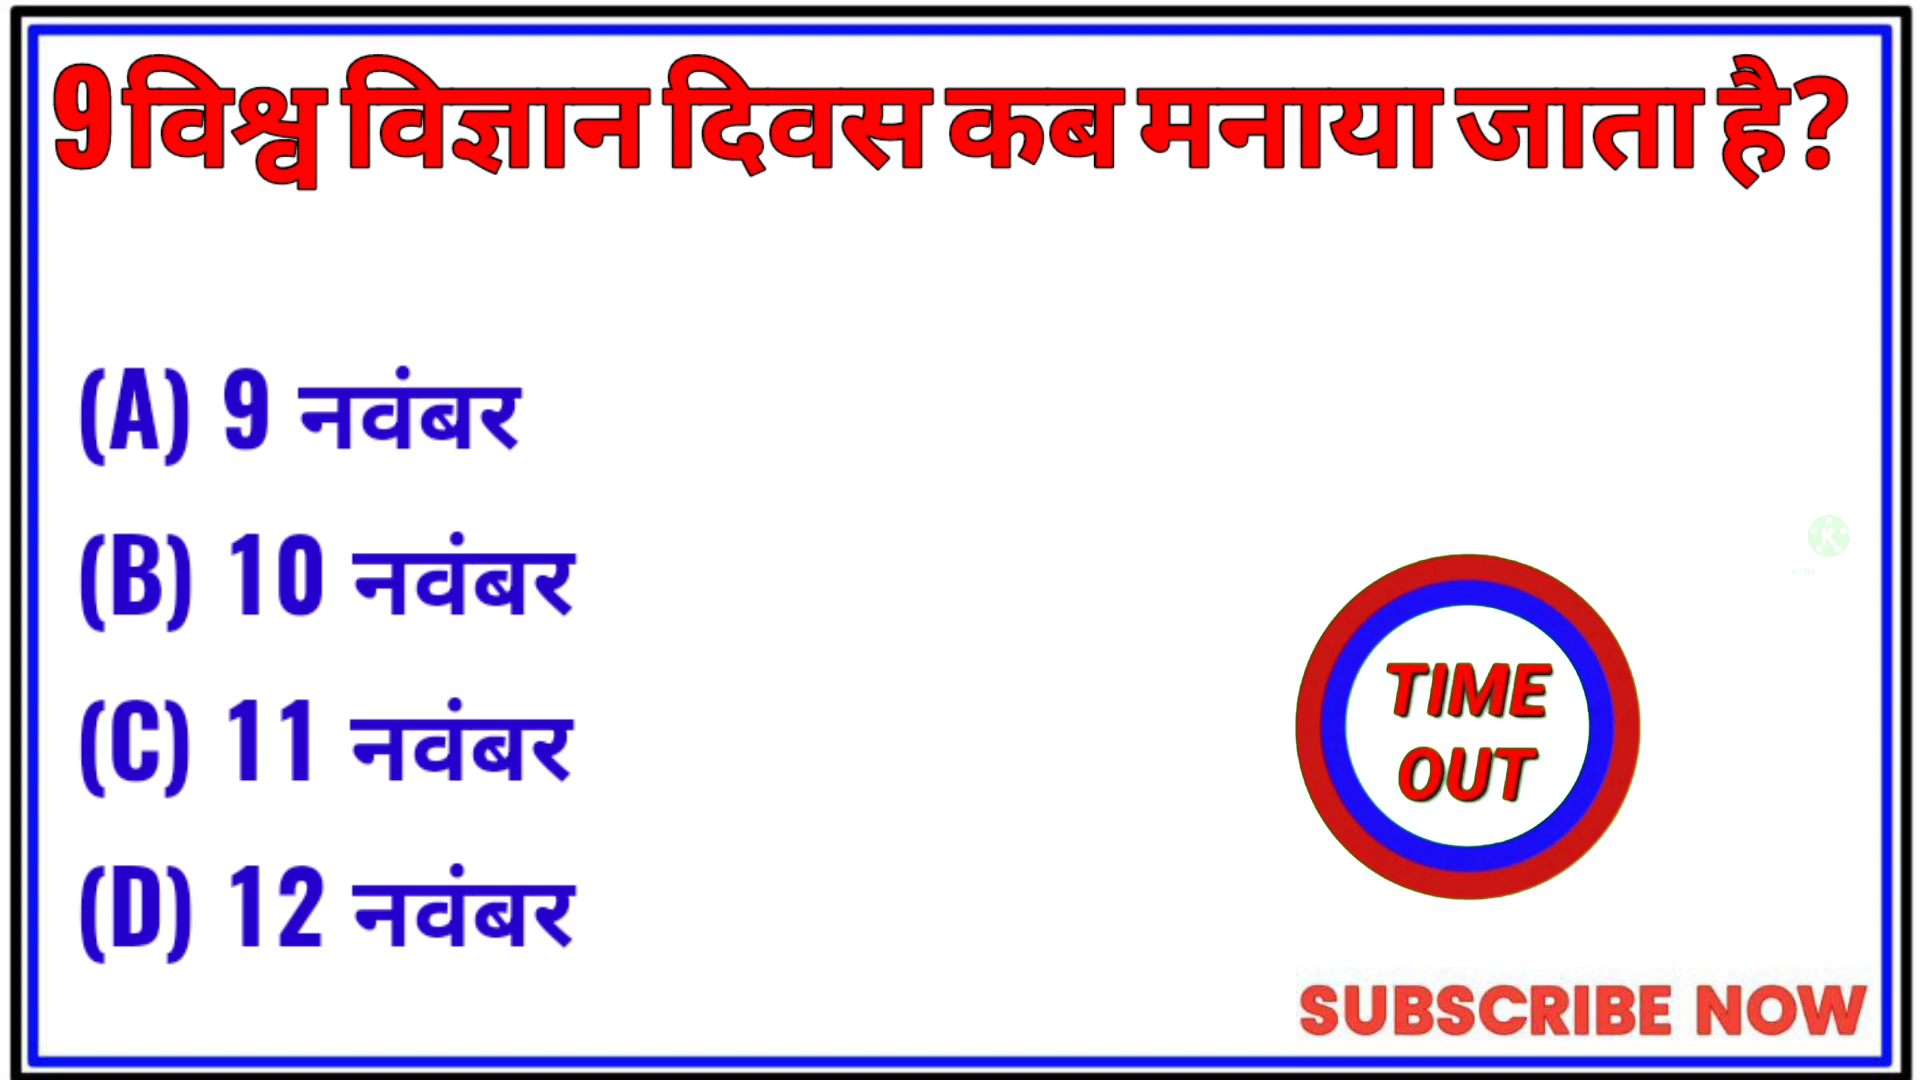 9विश्व विज्ञान दिवस कब मनाया जाता है?
(A) 9 नवंबर
(B) 10 नवंबर
(C) 11 नवंबर
(D) 12 नवंबर
K
TIME
OUT
SUBSCRIBE NOW